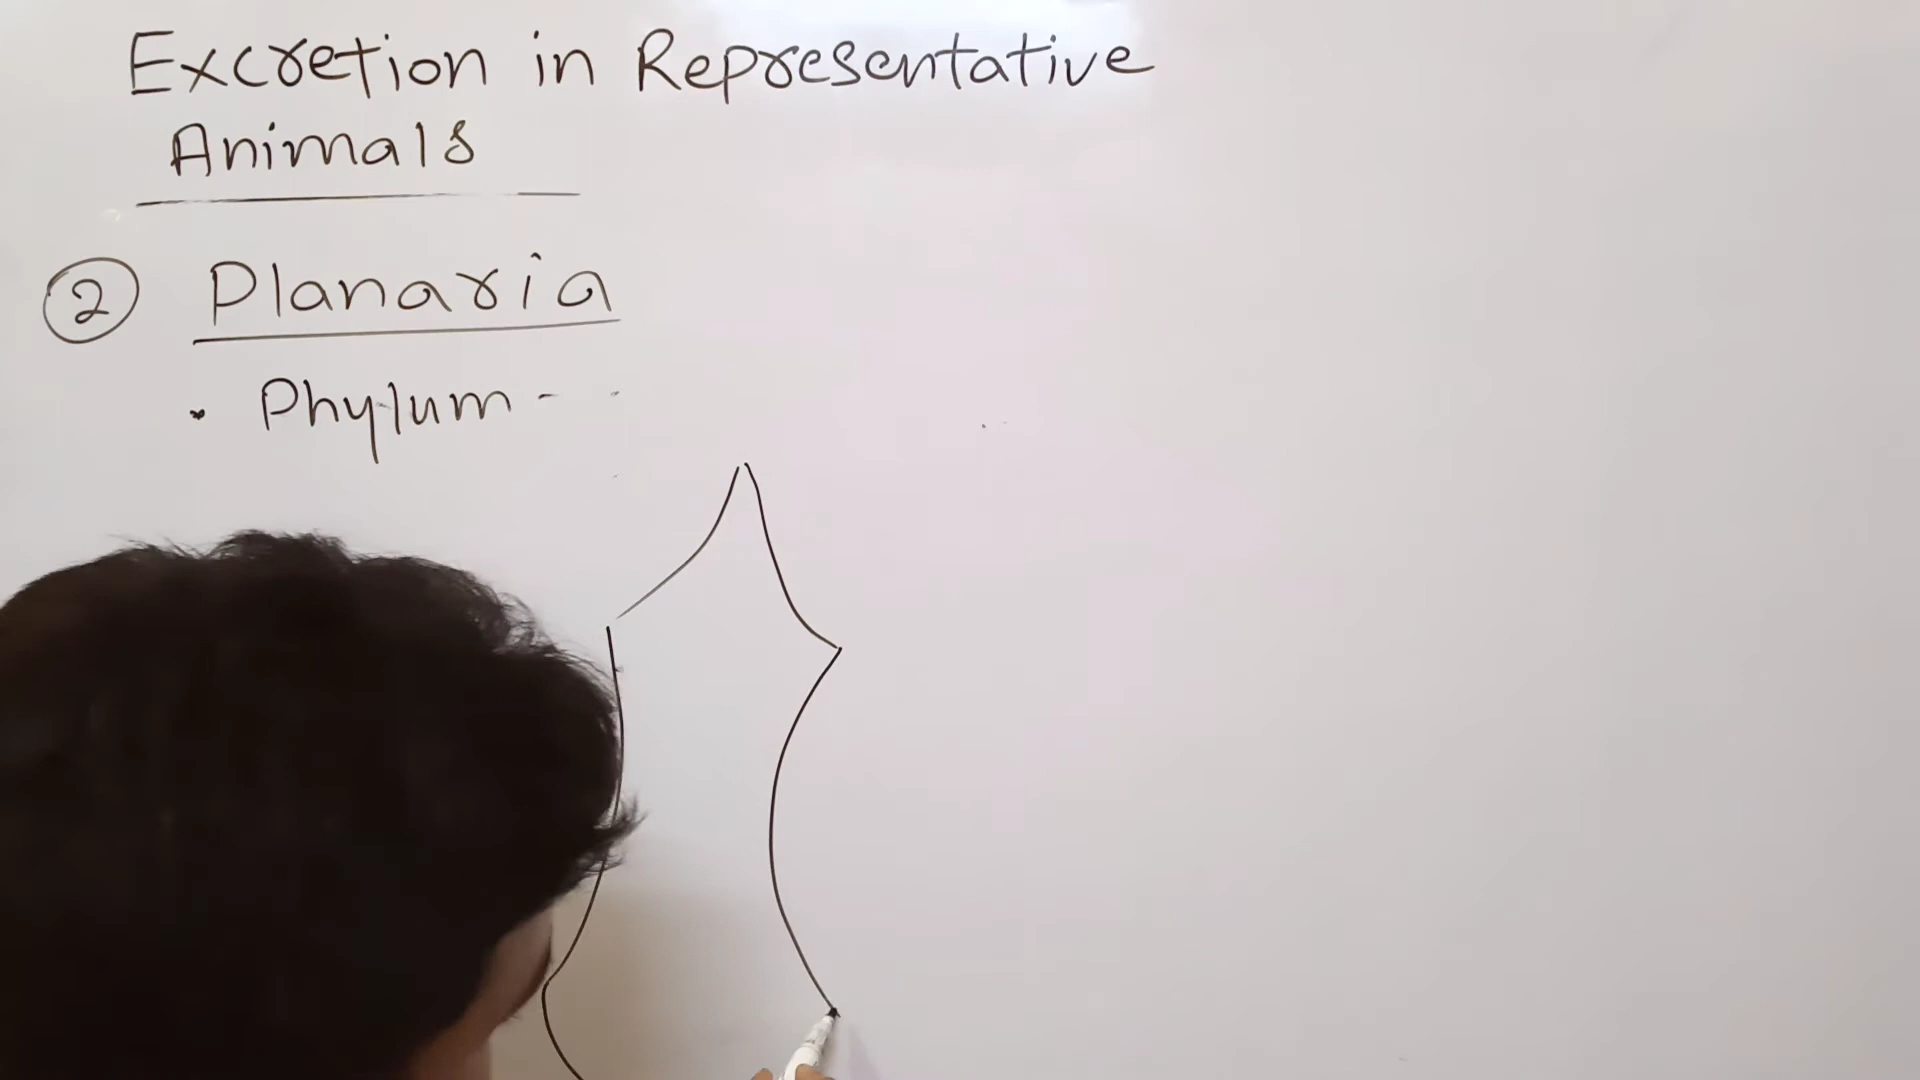 Excretion in Representative
Animals
② Planaria
• Phylum -